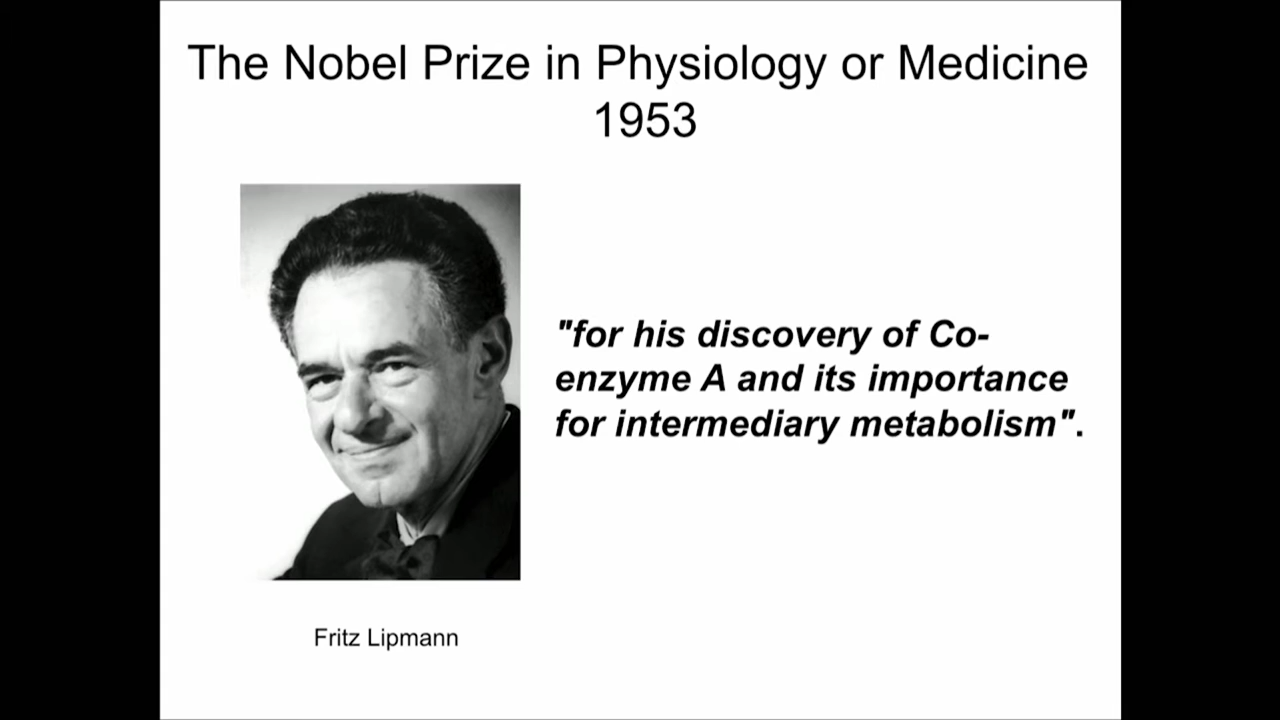 The Nobel Prize in Physiology or Medicine
1953
"for his discovery of Co-
enzyme A and its importance
for intermediary metabolism".
Fritz Lipmann